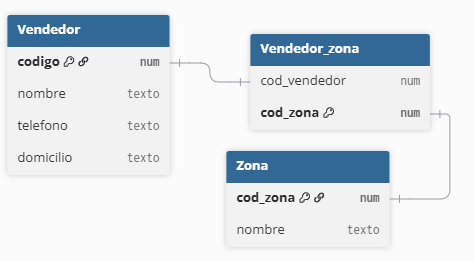 Vendedor
codigo num
nombre texto
telefono texto
domicilio texto
Vendedor_zona
cod_vendedor num
cod_zona num
Zona
cod_zona num
nombre texto